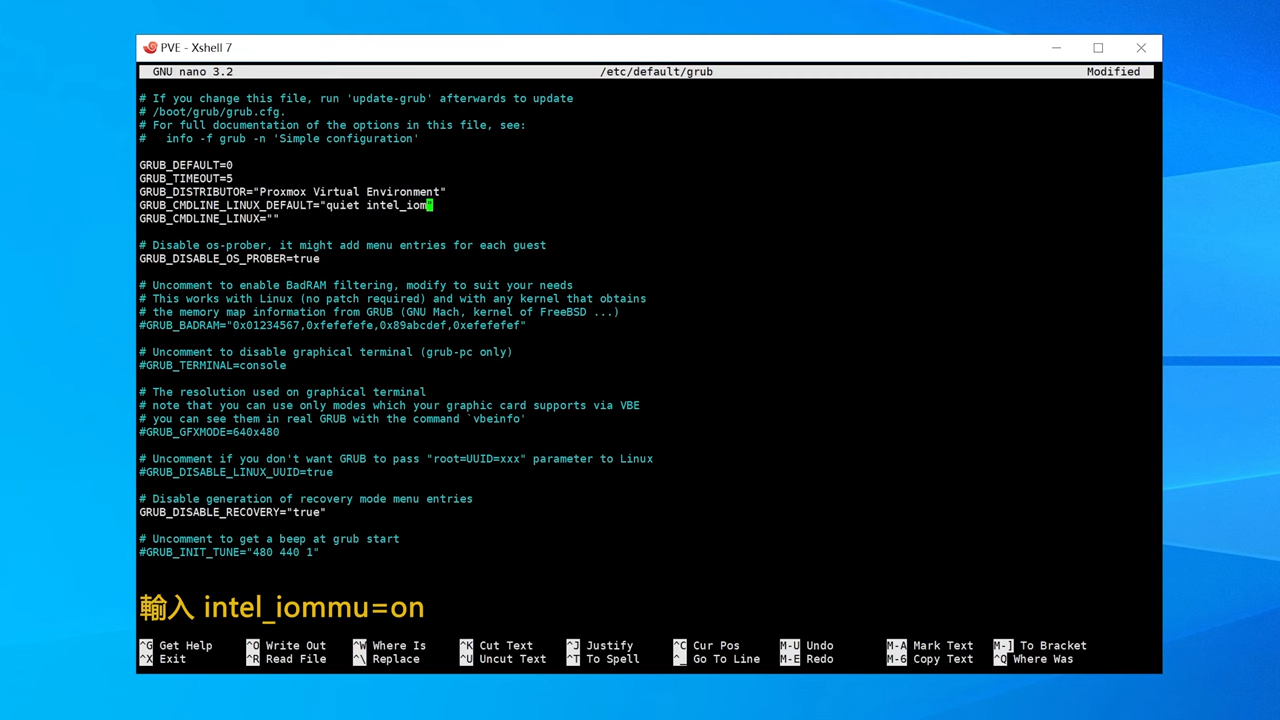 PVE - Xshell 7
GNU nano 3.2 /etc/default/grub Modified
# If you change this file, run 'update-grub' afterwards to update
# /boot/grub/grub.cfg.
# For full documentation of the options in this file, see:
#   info -f grub -n 'Simple configuration'
GRUB_DEFAULT=0
GRUB_TIMEOUT=5
GRUB_DISTRIBUTOR="Proxmox Virtual Environment"
GRUB_CMDLINE_LINUX_DEFAULT="quiet intel_iom"
GRUB_CMDLINE_LINUX=""
# Disable os-prober, it might add menu entries for each guest
GRUB_DISABLE_OS_PROBER=true
# Uncomment to enable BadRAM filtering, modify to suit your needs
# This works with Linux (no patch required) and with any kernel that obtains
# the memory map information from GRUB (GNU Mach, kernel of FreeBSD ...)
#GRUB_BADRAM="0x01234567,0xfefefefe,0x89abcdef,0xefefefef"
# Uncomment to disable graphical terminal (grub-pc only)
#GRUB_TERMINAL=console
# The resolution used on graphical terminal
# note that you can use only modes which your graphic card supports via VBE
# you can see them in real GRUB with the command `vbeinfo'
#GRUB_GFXMODE=640x480
# Uncomment if you don't want GRUB to pass "root=UUID=xxx" parameter to Linux
#GRUB_DISABLE_LINUX_UUID=true
# Disable generation of recovery mode menu entries
GRUB_DISABLE_RECOVERY="true"
# Uncomment to get a beep at grub start
#GRUB_INIT_TUNE="480 440 1"
輸入 intel_iommu=on
^G Get Help ^O Write Out ^W Where Is ^K Cut Text ^J Justify ^C Cur Pos M-U Undo M-A Mark Text M-] To Bracket
^X Exit ^R Read File ^\ Replace ^U Uncut Text ^T To Spell ^_ Go To Line M-E Redo M-6 Copy Text ^Q Where Was